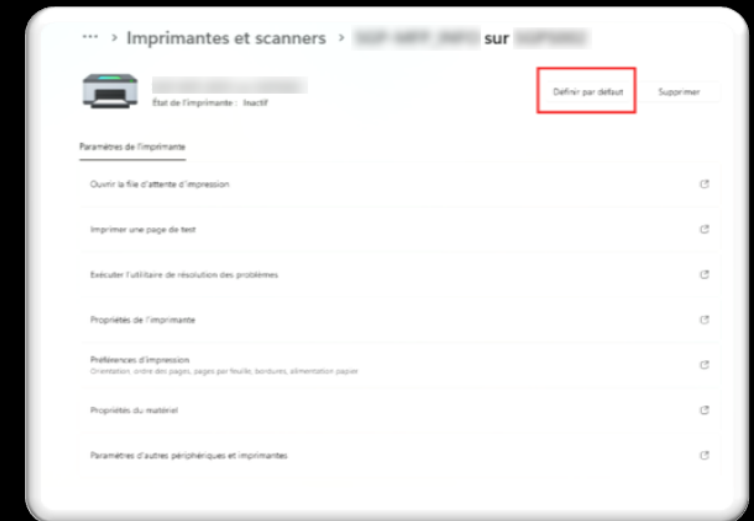 ··· > Imprimantes et scanners > sur
Définir par défaut
Supprimer
État de l'imprimante : Inactif
Paramètres de l'imprimante
Ouvrir la file d'attente d'impression
Imprimer une page de test
Exécuter l'utilitaire de résolution des problèmes
Propriétés de l'imprimante
Préférences d'impression
Orientation, ordre des pages, pages par feuille, bordures, alimentation papier
Propriétés du matériel
Paramètres d'autres périphériques et imprimantes